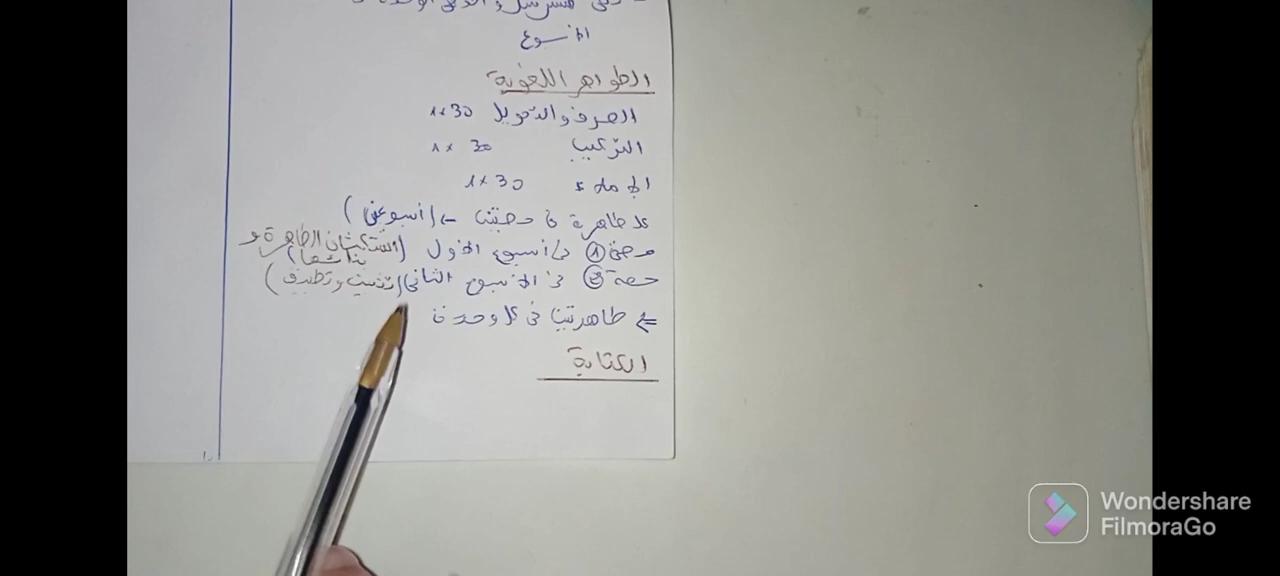 الأسبوع
الظواهر اللغوية
الصرف والتحويل 30×1
التركيب 30 ×1
الإملاء 30×1
كل ظاهرة في حصتين ← (أسبوعين)
حصة ① في أسبوع الأول (استكشاف الظاهرة و
حصة ② في الأسبوع الثاني (تثبيت وتطبيق)
⇐ ظاهرتين في كل وحدة
الكتابة
Wondershare
FilmoraGo